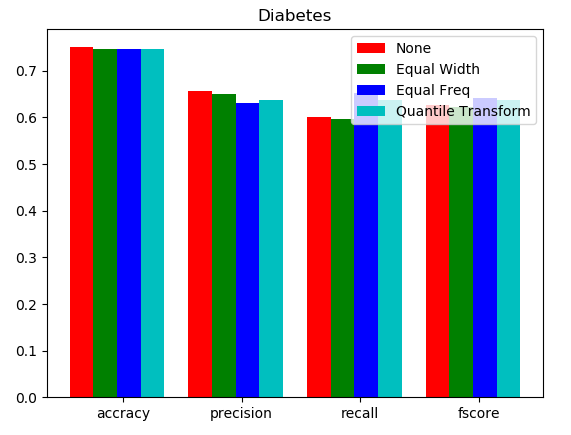 Diabetes
None
Equal Width
Equal Freq
Quantile Transform
0.7
0.6
0.5
0.4
0.3
0.2
0.1
0.0
accracy precision recall fscore